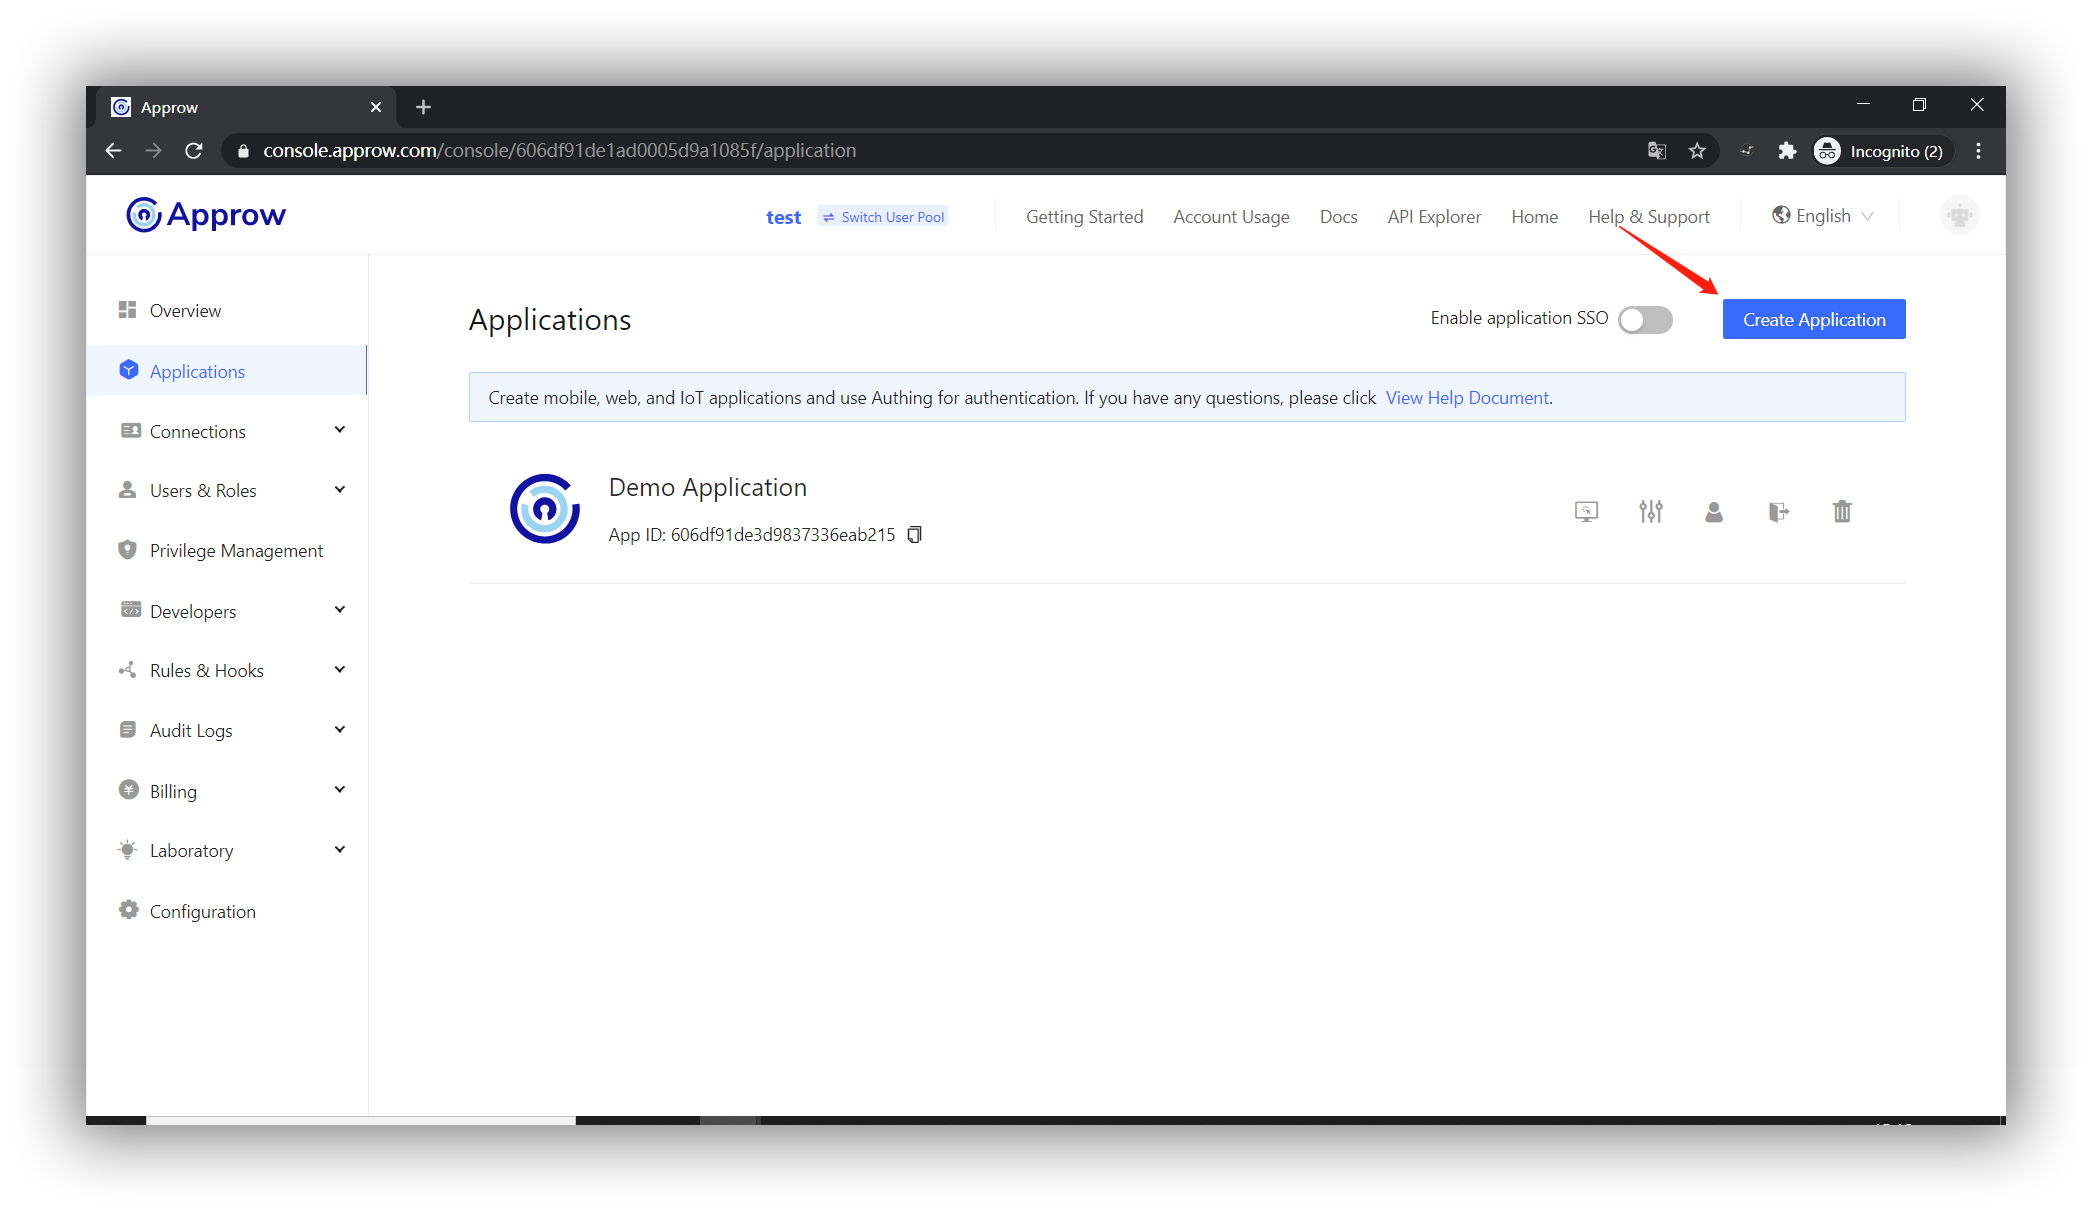 Approw
console.approw.com/console/606df91de1ad0005d9a1085f/application
Incognito (2)
Approw
test
Switch User Pool
Getting Started
Account Usage
Docs
API Explorer
Home
Help & Support
English
Overview
Applications
Connections
Users & Roles
Privilege Management
Developers
Rules & Hooks
Audit Logs
Billing
Laboratory
Configuration
Applications
Enable application SSO
Create Application
Create mobile, web, and IoT applications and use Authing for authentication. If you have any questions, please click View Help Document.
Demo Application
App ID: 606df91de3d9837336eab215